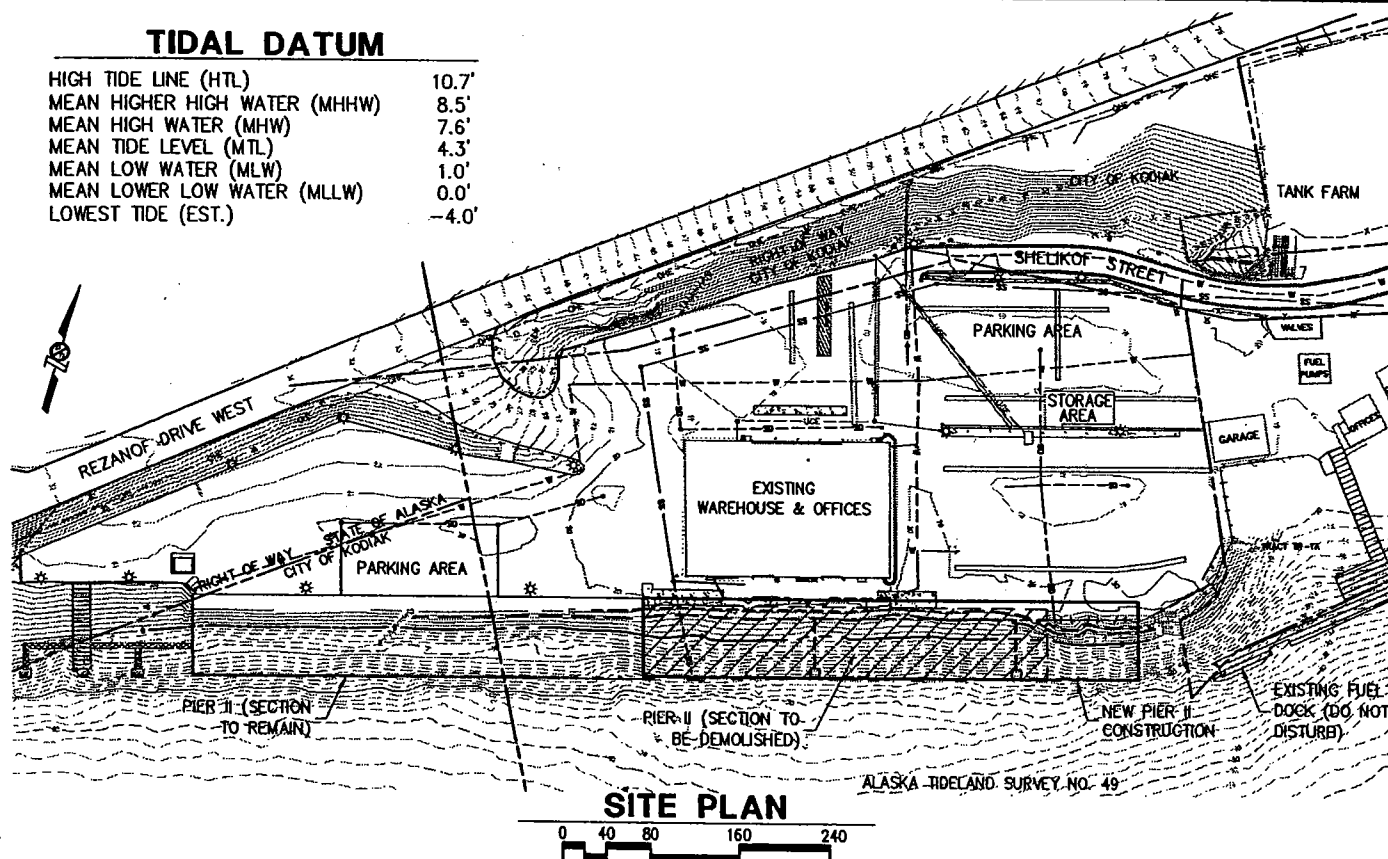 TIDAL DATUM
HIGH TIDE LINE (HTL) 10.7'
MEAN HIGHER HIGH WATER (MHHW) 8.5'
MEAN HIGH WATER (MHW) 7.6'
MEAN TIDE LEVEL (MTL) 4.3'
MEAN LOW WATER (MLW) 1.0'
MEAN LOWER LOW WATER (MLLW) 0.0'
LOWEST TIDE (EST.) -4.0'
CITY OF KODIAK
TANK FARM
RIGHT OF WAY
CITY OF KODIAK
SHELIKOF STREET
PARKING AREA
VALVES
FUEL
PUMPS
STORAGE
AREA
GARAGE
OFFICES
REZANOF DRIVE WEST
EXISTING
WAREHOUSE & OFFICES
RIGHT OF WAY STATE OF ALASKA
CITY OF KODIAK
PARKING AREA
PIER II (SECTION
TO REMAIN)
PIER II (SECTION TO
BE DEMOLISHED)
NEW PIER II
CONSTRUCTION
EXISTING FUEL
DOCK (DO NOT
DISTURB)
ALASKA TIDELAND SURVEY NO. 49
SITE PLAN
0 40 80 160 240